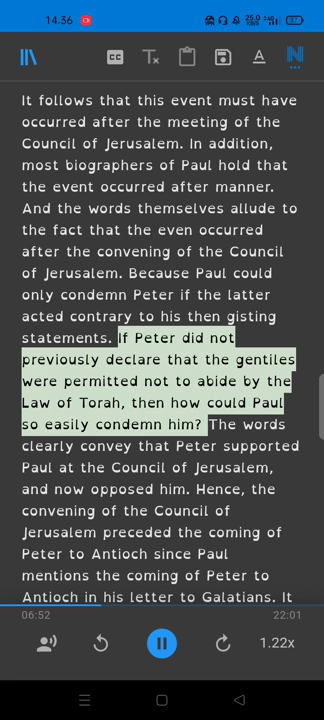 14.36
25.0 KB/S
57
CC
T×
A
N
It follows that this event must have
occurred after the meeting of the
Council of Jerusalem. In addition,
most biographers of Paul hold that
the event occurred after manner.
And the words themselves allude to
the fact that the even occurred
after the convening of the Council
of Jerusalem. Because Paul could
only condemn Peter if the latter
acted contrary to his then gisting
statements. If Peter did not
previously declare that the gentiles
were permitted not to abide by the
Law of Torah, then how could Paul
so easily condemn him? The words
clearly convey that Peter supported
Paul at the Council of Jerusalem,
and now opposed him. Hence, the
convening of the Council of
Jerusalem preceded the coming of
Peter to Antioch since Paul
mentions the coming of Peter to
Antioch in his letter to Galatians. It
06:52
22:01
1.22x